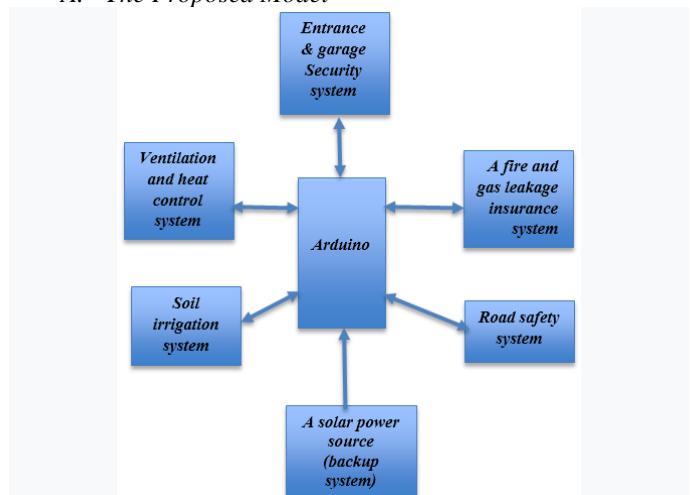 A. The Proposed Model
Entrance
& garage
Security
system
Ventilation
and heat
control
system
A fire and
gas leakage
insurance
system
Arduino
Soil
irrigation
system
Road safety
system
A solar power
source
(backup
system)